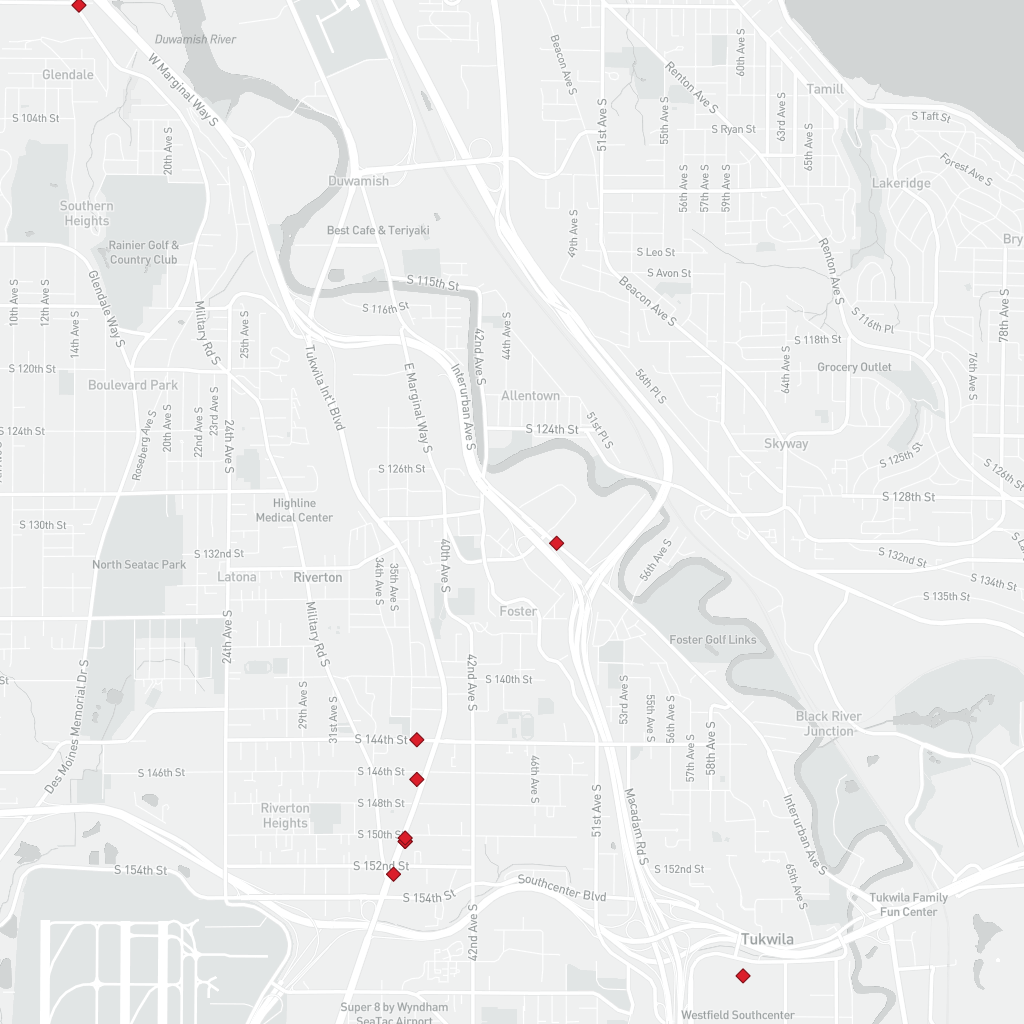 Duwamish River
Glendale
W Marginal Way S
S 104th St
20th Ave S
Beacon Ave S
51st Ave S
Renton Ave S
55th Ave S
60th Ave S
S Ryan St
63rd Ave S
65th Ave S
Tamill
S Taft St
Forest Ave S
Lakeridge
Duwamish
56th Ave S
57th Ave S
59th Ave S
Southern
Heights
Best Cafe & Teriyaki
49th Ave S
Rainier Golf &
Country Club
S Leo St
S Avon St
Renton Ave S
Bry
10th Ave S
12th Ave S
14th Ave S
Glendale Way S
Military Rd S
25th Ave S
S 115th St
S 116th St
Beacon Ave S
S 116th Pl
78th Ave S
S 118th St
42nd Ave S
44th Ave S
Tukwila Int'l Blvd
E Marginal Way S
Interurban Ave S
S 120th St
Boulevard Park
Grocery Outlet
64th Ave S
76th Ave S
56th Pl S
Allentown
22nd Ave S
23rd Ave S
20th Ave S
Roseberg Ave S
24th Ave S
S 124th St
S 124th St
51st Pl S
Skyway
S 125th St
S 126th St
S 126th St
S 128th St
Highline
Medical Center
S 130th St
S 132nd St
S 132nd St
North Seatac Park
Latona
Riverton
34th Ave S
35th Ave S
40th Ave S
56th Ave S
S 134th St
S 135th St
Foster
24th Ave S
Military Rd S
Foster Golf Links
Des Moines Memorial Dr S
42nd Ave S
S 140th St
29th Ave S
31st Ave S
53rd Ave S
55th Ave S
56th Ave S
57th Ave S
58th Ave S
Black River
Junction
S 144th St
S 146th St
S 146th St
46th Ave S
S 148th St
Riverton
Heights
51st Ave S
Macadam Rd S
Interurban Ave S
S 150th St
S 152nd St
S 152nd St
S 154th St
S 154th St
Southcenter Blvd
65th Ave S
Tukwila Family
Fun Center
42nd Ave S
Tukwila
Super 8 by Wyndham
SeaTac Airport
Westfield Southcenter